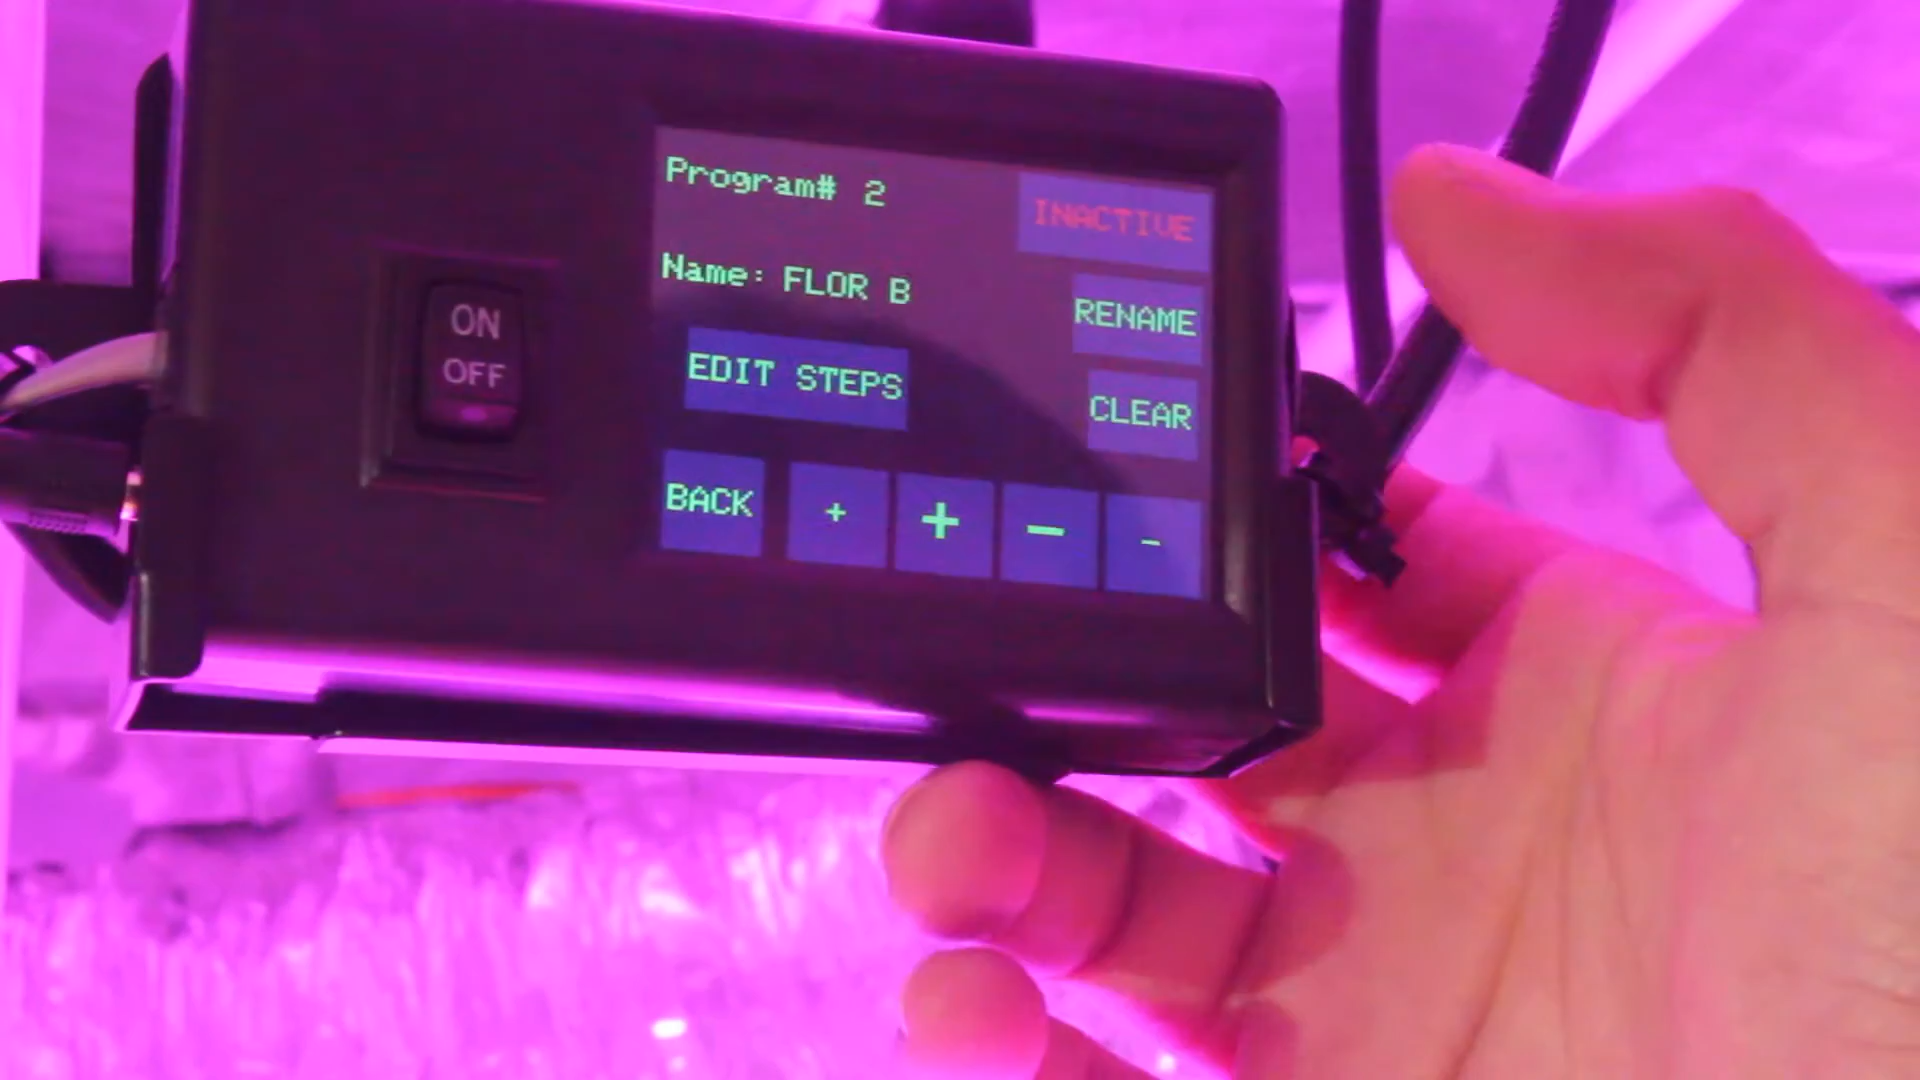 ON
OFF
Program# 2
INACTIVE
Name: FLOR B
RENAME
EDIT STEPS
CLEAR
BACK
+
+
-
-